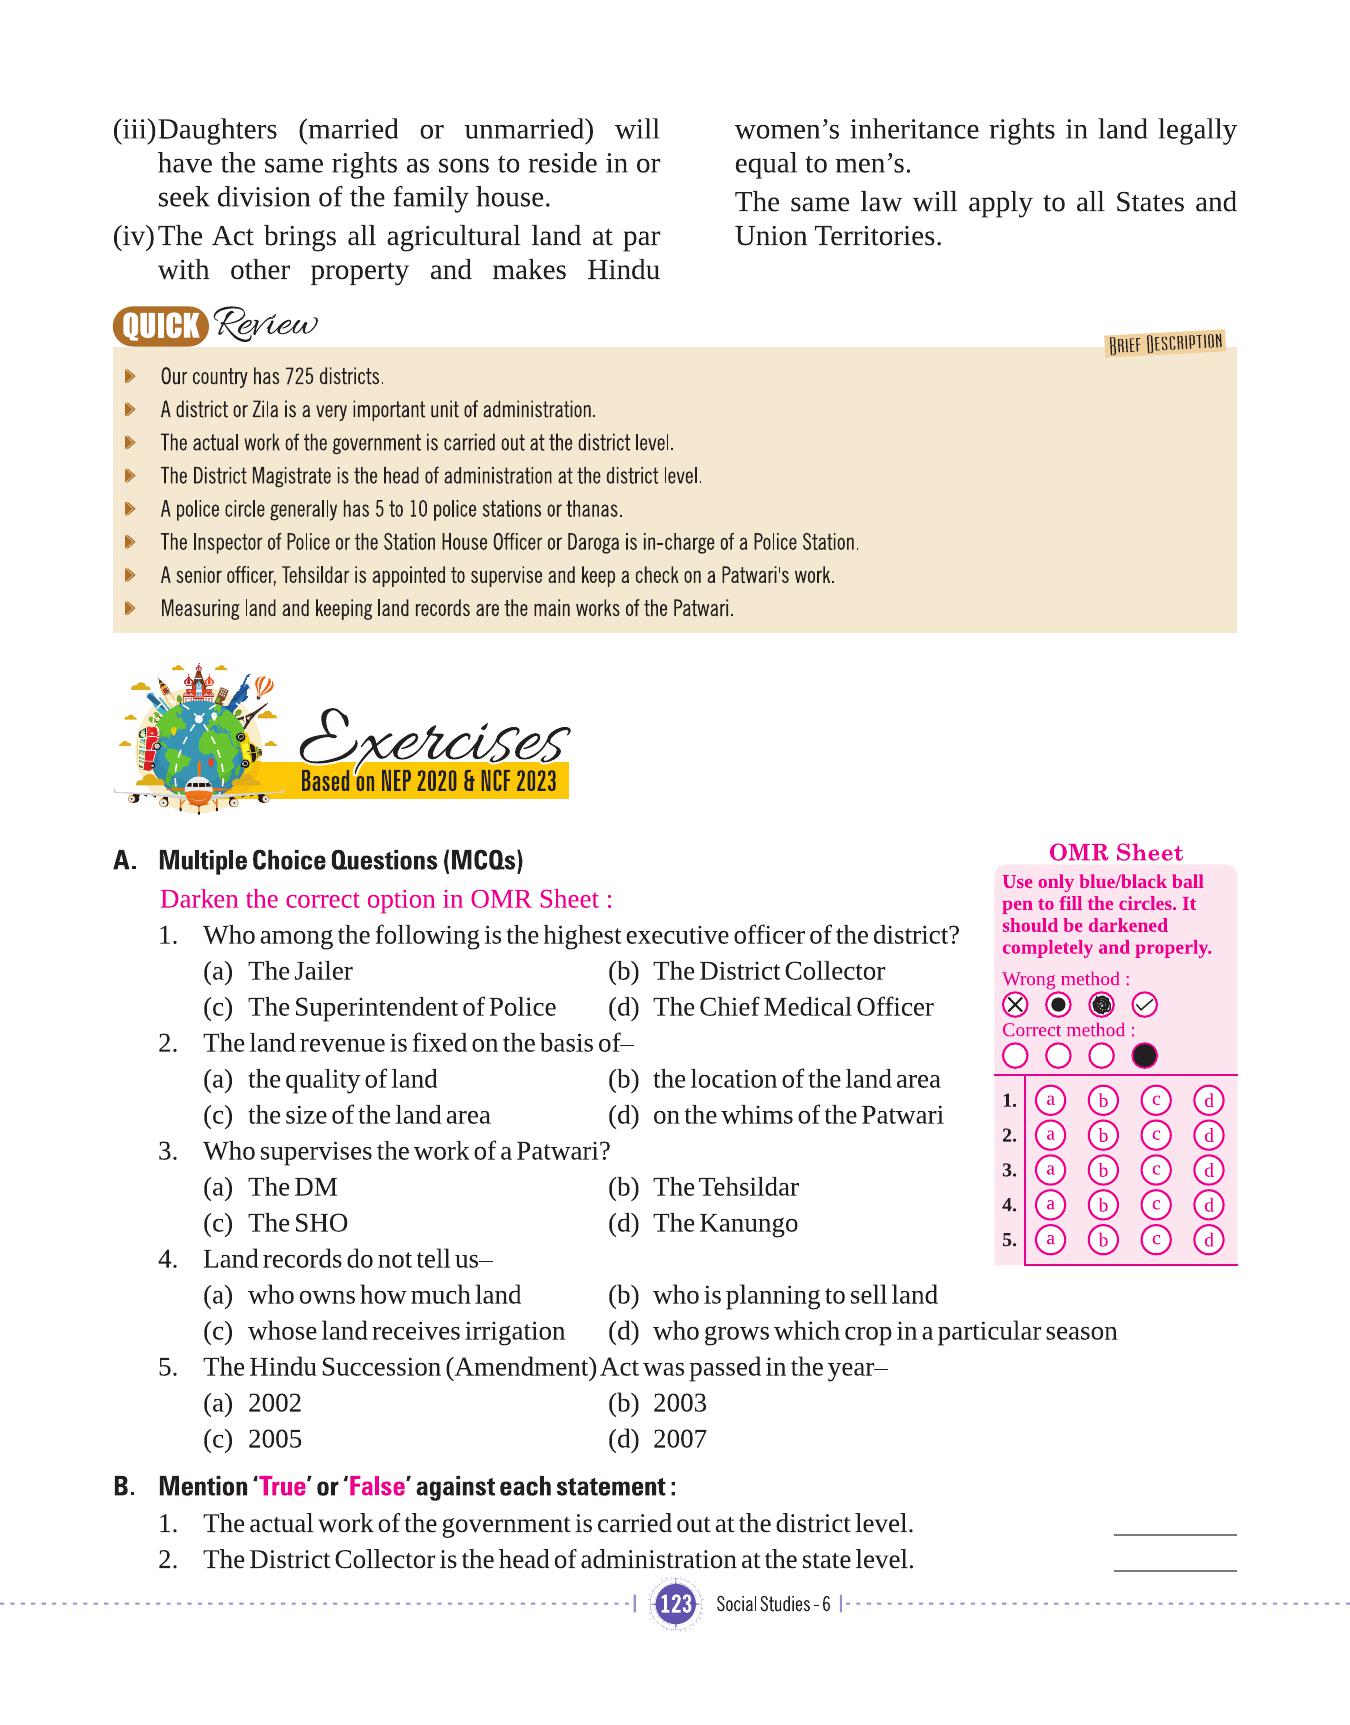 (iii) Daughters (married or unmarried) will
have the same rights as sons to reside in or
seek division of the family house.
(iv) The Act brings all agricultural land at par
with other property and makes Hindu
women’s inheritance rights in land legally
equal to men’s.
The same law will apply to all States and
Union Territories.
QUICK Review
BRIEF DESCRIPTION
Our country has 725 districts.
A district or Zila is a very important unit of administration.
The actual work of the government is carried out at the district level.
The District Magistrate is the head of administration at the district level.
A police circle generally has 5 to 10 police stations or thanas.
The Inspector of Police or the Station House Officer or Daroga is in-charge of a Police Station.
A senior officer, Tehsildar is appointed to supervise and keep a check on a Patwari's work.
Measuring land and keeping land records are the main works of the Patwari.
Exercises
Based on NEP 2020 & NCF 2023
A. Multiple Choice Questions (MCQs)
Darken the correct option in OMR Sheet :
1. Who among the following is the highest executive officer of the district?
(a) The Jailer (b) The District Collector
(c) The Superintendent of Police (d) The Chief Medical Officer
2. The land revenue is fixed on the basis of–
(a) the quality of land (b) the location of the land area
(c) the size of the land area (d) on the whims of the Patwari
3. Who supervises the work of a Patwari?
(a) The DM (b) The Tehsildar
(c) The SHO (d) The Kanungo
4. Land records do not tell us–
(a) who owns how much land (b) who is planning to sell land
(c) whose land receives irrigation (d) who grows which crop in a particular season
5. The Hindu Succession (Amendment) Act was passed in the year–
(a) 2002 (b) 2003
(c) 2005 (d) 2007
OMR Sheet
Use only blue/black ball
pen to fill the circles. It
should be darkened
completely and properly.
Wrong method :
Correct method :
1. a b c d
2. a b c d
3. a b c d
4. a b c d
5. a b c d
B. Mention ‘True’ or ‘False’ against each statement :
1. The actual work of the government is carried out at the district level.
2. The District Collector is the head of administration at the state level.
123 Social Studies - 6